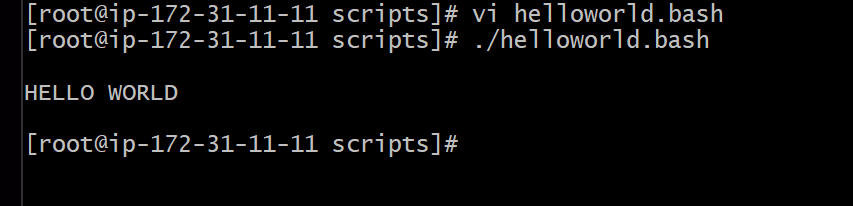 [root@ip-172-31-11-11 scripts]# vi helloworld.bash
[root@ip-172-31-11-11 scripts]# ./helloworld.bash
HELLO WORLD
[root@ip-172-31-11-11 scripts]#